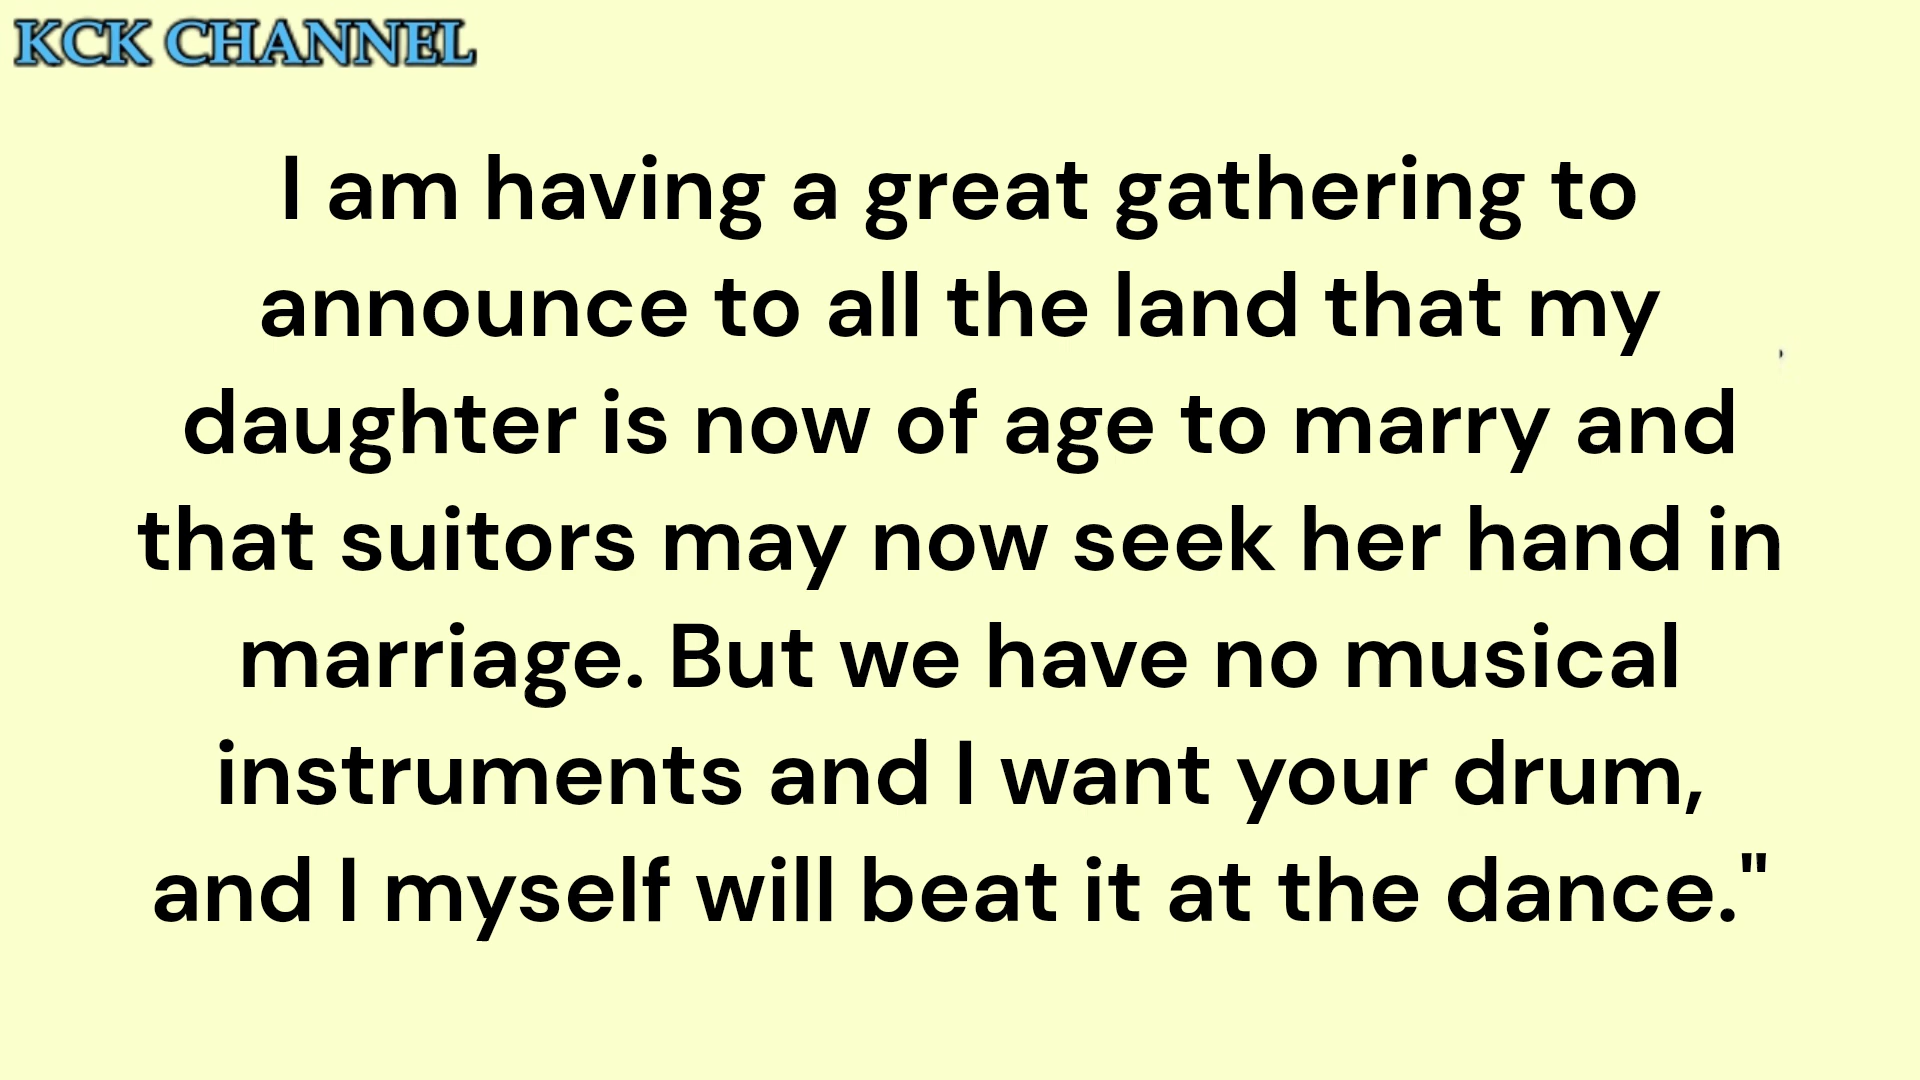 KCK CHANNEL
I am having a great gathering to
announce to all the land that my
daughter is now of age to marry and
that suitors may now seek her hand in
marriage. But we have no musical
instruments and I want your drum,
and I myself will beat it at the dance."